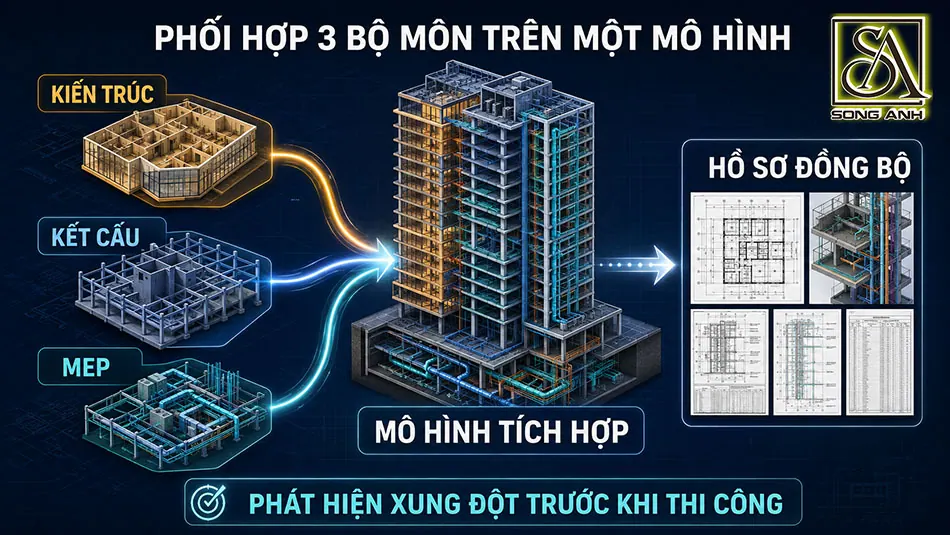 PHỐI HỢP 3 BỘ MÔN TRÊN MỘT MÔ HÌNH
SA
SONG ANH
KIẾN TRÚC
KẾT CẤU
MEP
MÔ HÌNH TÍCH HỢP
HỒ SƠ ĐỒNG BỘ
PHÁT HIỆN XUNG ĐỘT TRƯỚC KHI THI CÔNG